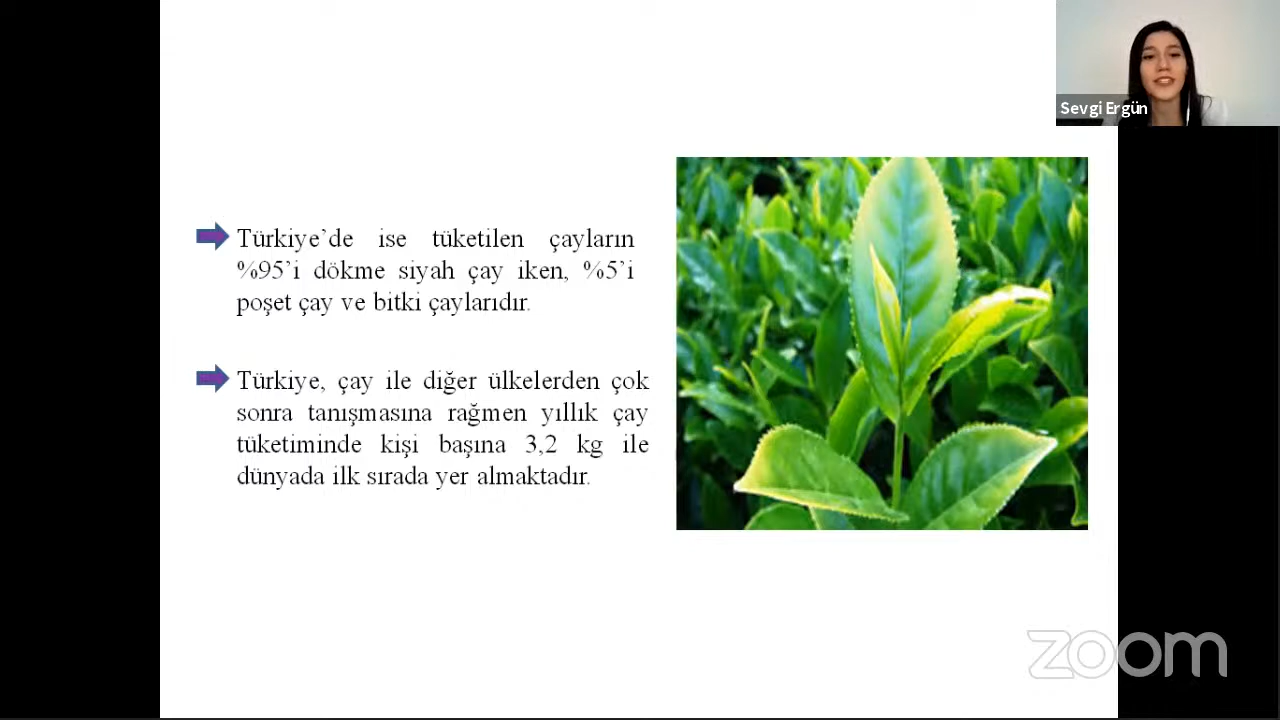 Sevgi Ergün
Türkiye’de ise tüketilen çayların
%95’i dökme siyah çay iken, %5’i
poşet çay ve bitki çaylarıdır.
Türkiye, çay ile diğer ülkelerden çok
sonra tanışmasına rağmen yıllık çay
tüketiminde kişi başına 3,2 kg ile
dünyada ilk sırada yer almaktadır.
zoom